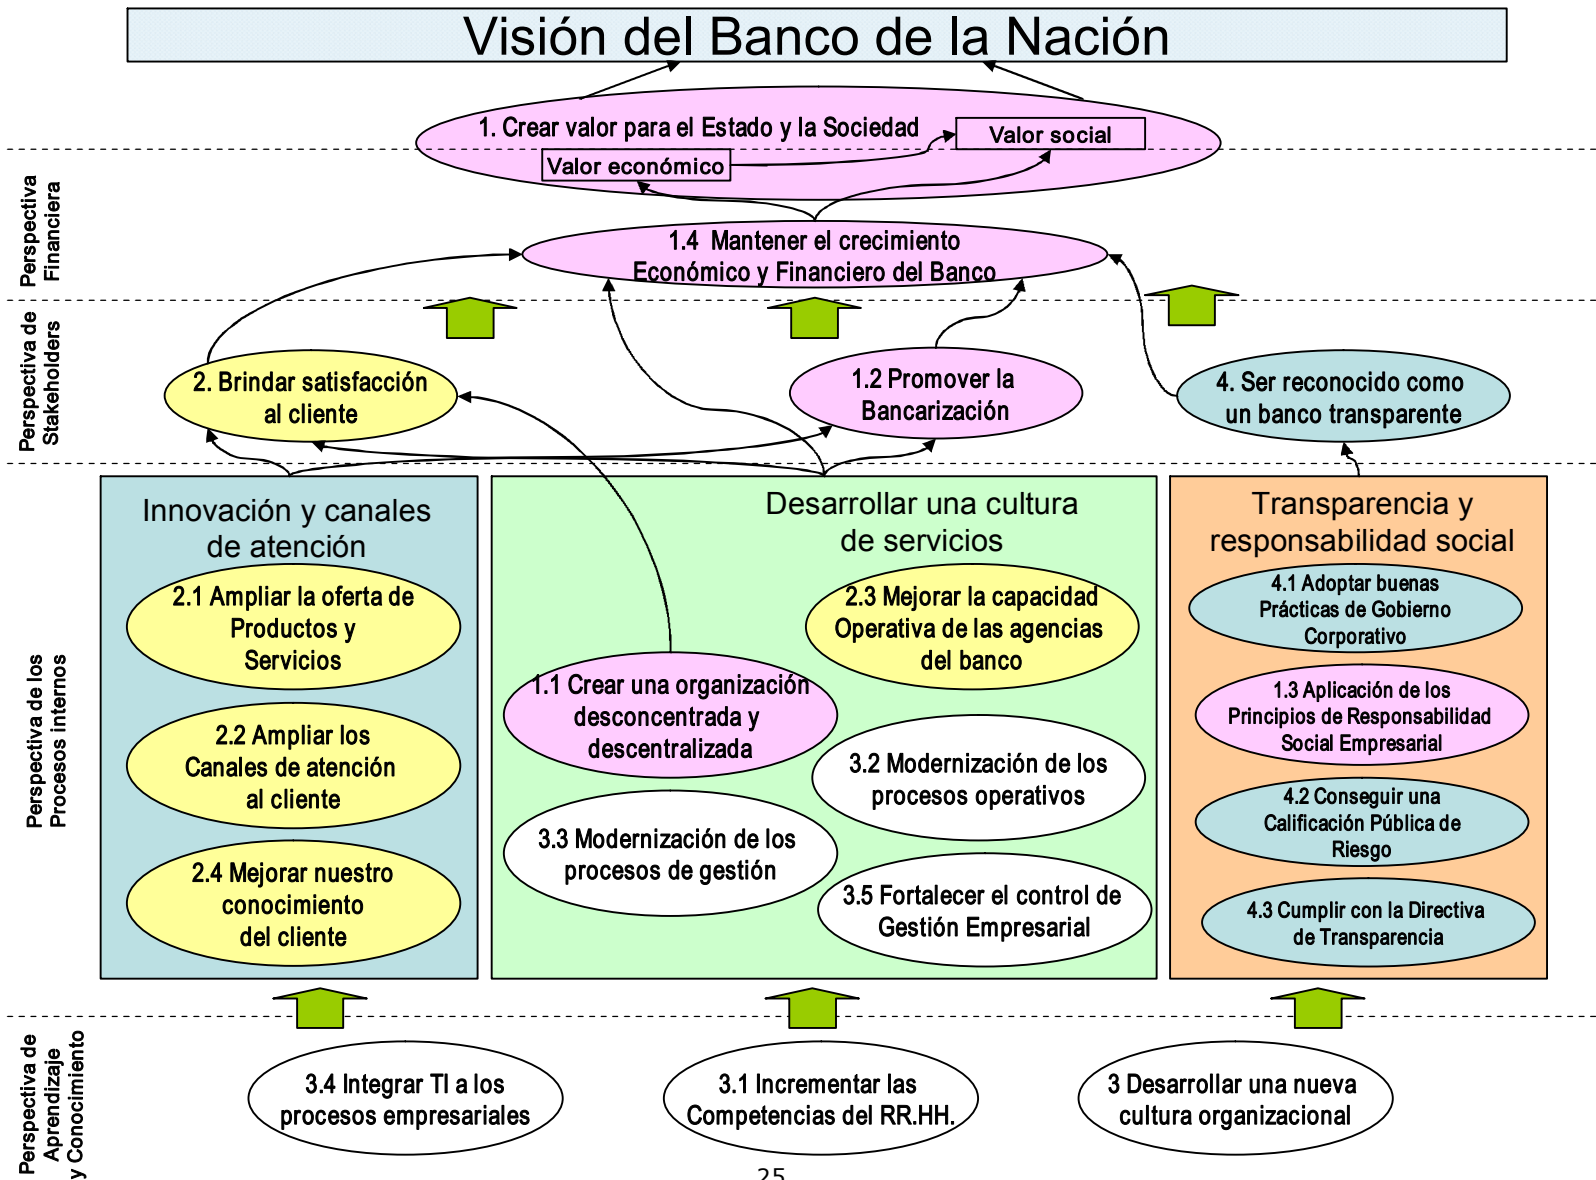 Visión del Banco de la Nación
1. Crear valor para el Estado y la Sociedad
Valor social
Valor económico
Perspectiva
Financiera
1.4 Mantener el crecimiento
Económico y Financiero del Banco
Perspectiva de
Stakeholders
2. Brindar satisfacción
al cliente
1.2 Promover la
Bancarización
4. Ser reconocido como
un banco transparente
Perspectiva de los
Procesos internos
Innovación y canales
de atención
2.1 Ampliar la oferta de
Productos y
Servicios
2.2 Ampliar los
Canales de atención
al cliente
2.4 Mejorar nuestro
conocimiento
del cliente
Desarrollar una cultura
de servicios
2.3 Mejorar la capacidad
Operativa de las agencias
del banco
1.1 Crear una organización
desconcentrada y
descentralizada
3.2 Modernización de los
procesos operativos
3.3 Modernización de los
procesos de gestión
3.5 Fortalecer el control de
Gestión Empresarial
Transparencia y
responsabilidad social
4.1 Adoptar buenas
Prácticas de Gobierno
Corporativo
1.3 Aplicación de los
Principios de Responsabilidad
Social Empresarial
4.2 Conseguir una
Calificación Pública de
Riesgo
4.3 Cumplir con la Directiva
de Transparencia
Perspectiva de
Aprendizaje
y Conocimiento
3.4 Integrar TI a los
procesos empresariales
3.1 Incrementar las
Competencias del RR.HH.
3 Desarrollar una nueva
cultura organizacional
25